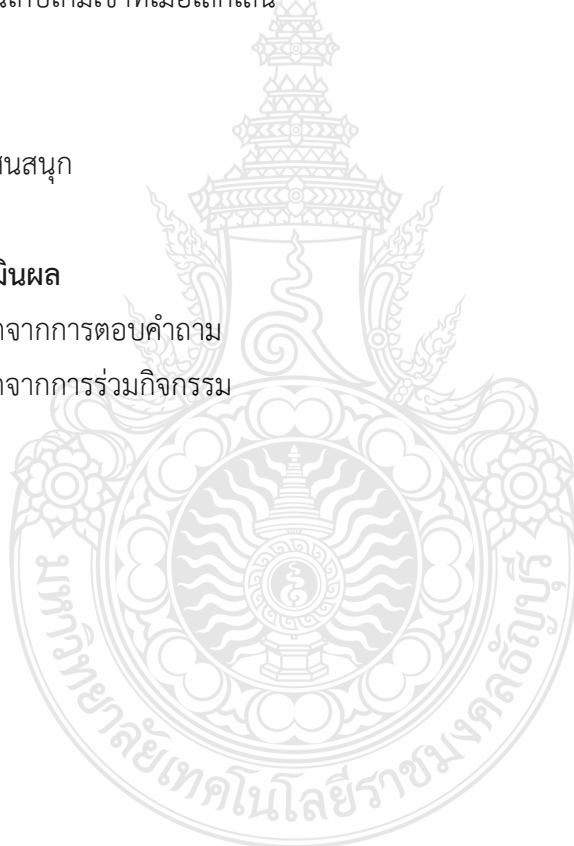 สนสนุก
มินผล
าจากการตอบคำถาม
าจากการร่วมกิจกรรม
มหาวิทยาลัยเทคโนโลยีราชมงคลธัญบุรี